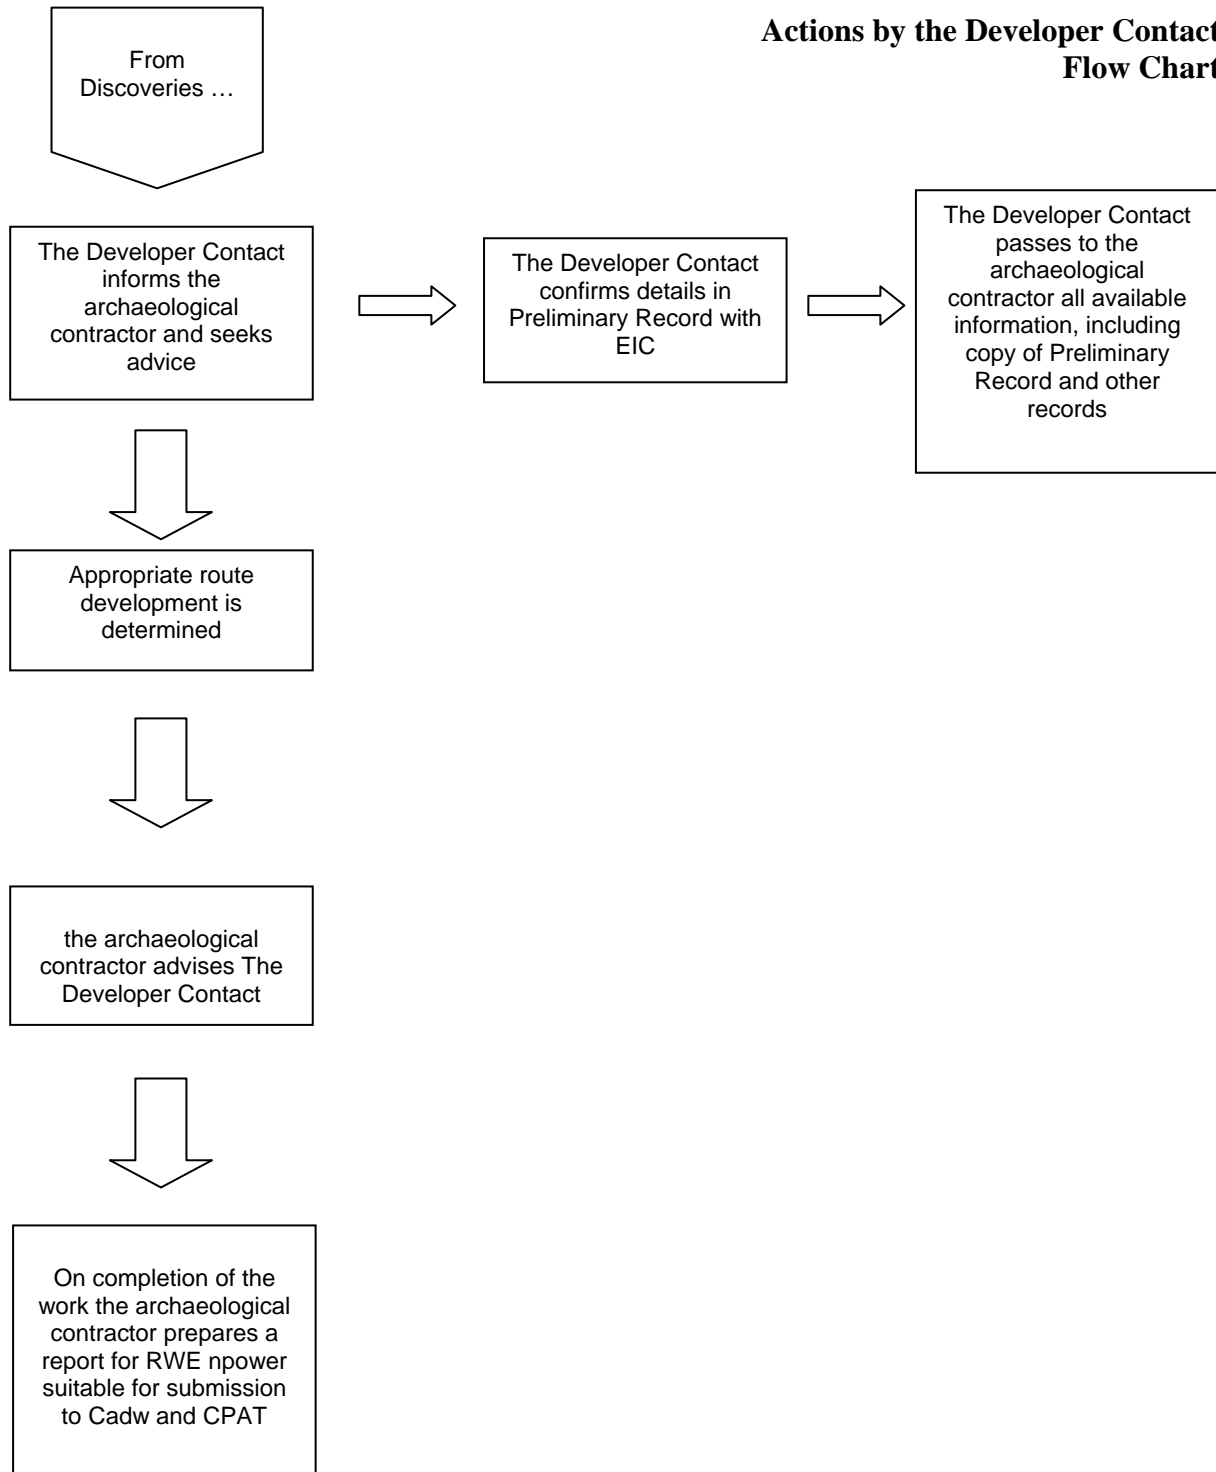 Actions by the Developer Contact
Flow Chart
From
Discoveries …
The Developer Contact
informs the
archaeological
contractor and seeks
advice
The Developer Contact
confirms details in
Preliminary Record with
EIC
The Developer Contact
passes to the
archaeological
contractor all available
information, including
copy of Preliminary
Record and other
records
Appropriate route
development is
determined
the archaeological
contractor advises The
Developer Contact
On completion of the
work the archaeological
contractor prepares a
report for RWE npower
suitable for submission
to Cadw and CPAT